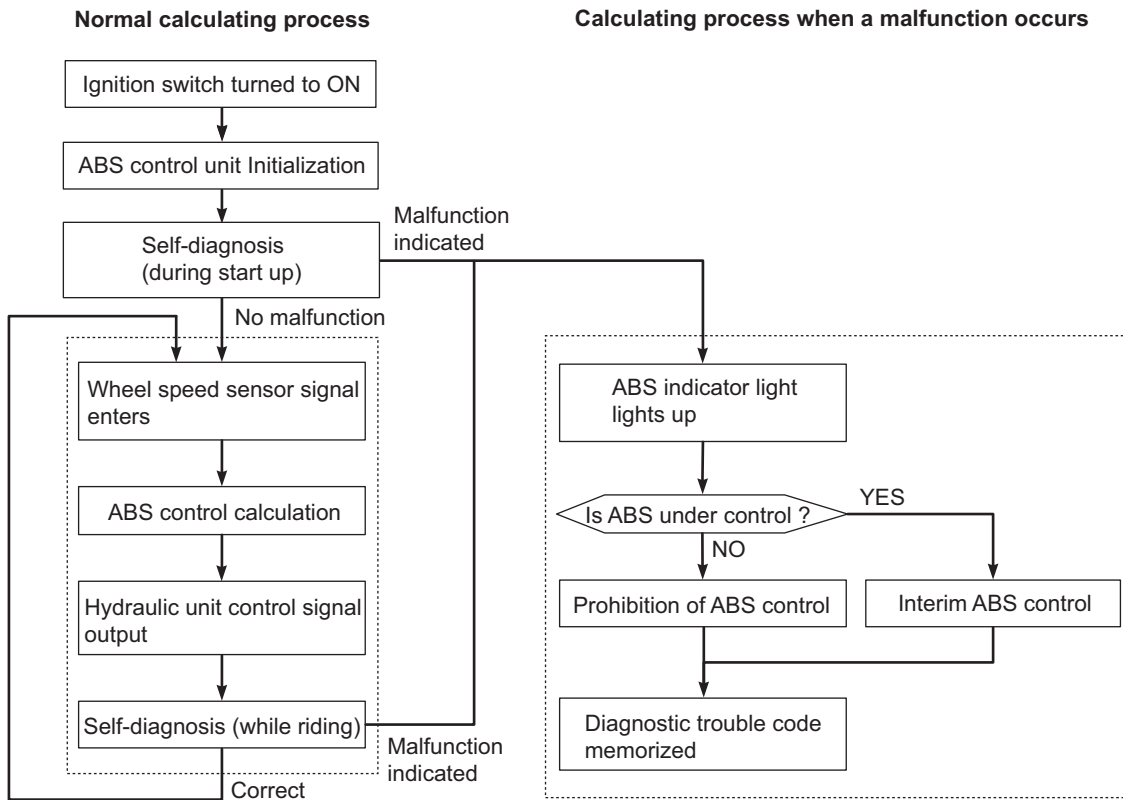 Normal calculating process
Calculating process when a malfunction occurs
Ignition switch turned to ON
ABS control unit Initialization
Self-diagnosis
(during start up)
Malfunction
indicated
No malfunction
Wheel speed sensor signal
enters
ABS control calculation
Hydraulic unit control signal
output
Self-diagnosis (while riding)
Malfunction
indicated
Correct
ABS indicator light
lights up
Is ABS under control ?
YES
NO
Prohibition of ABS control
Interim ABS control
Diagnostic trouble code
memorized